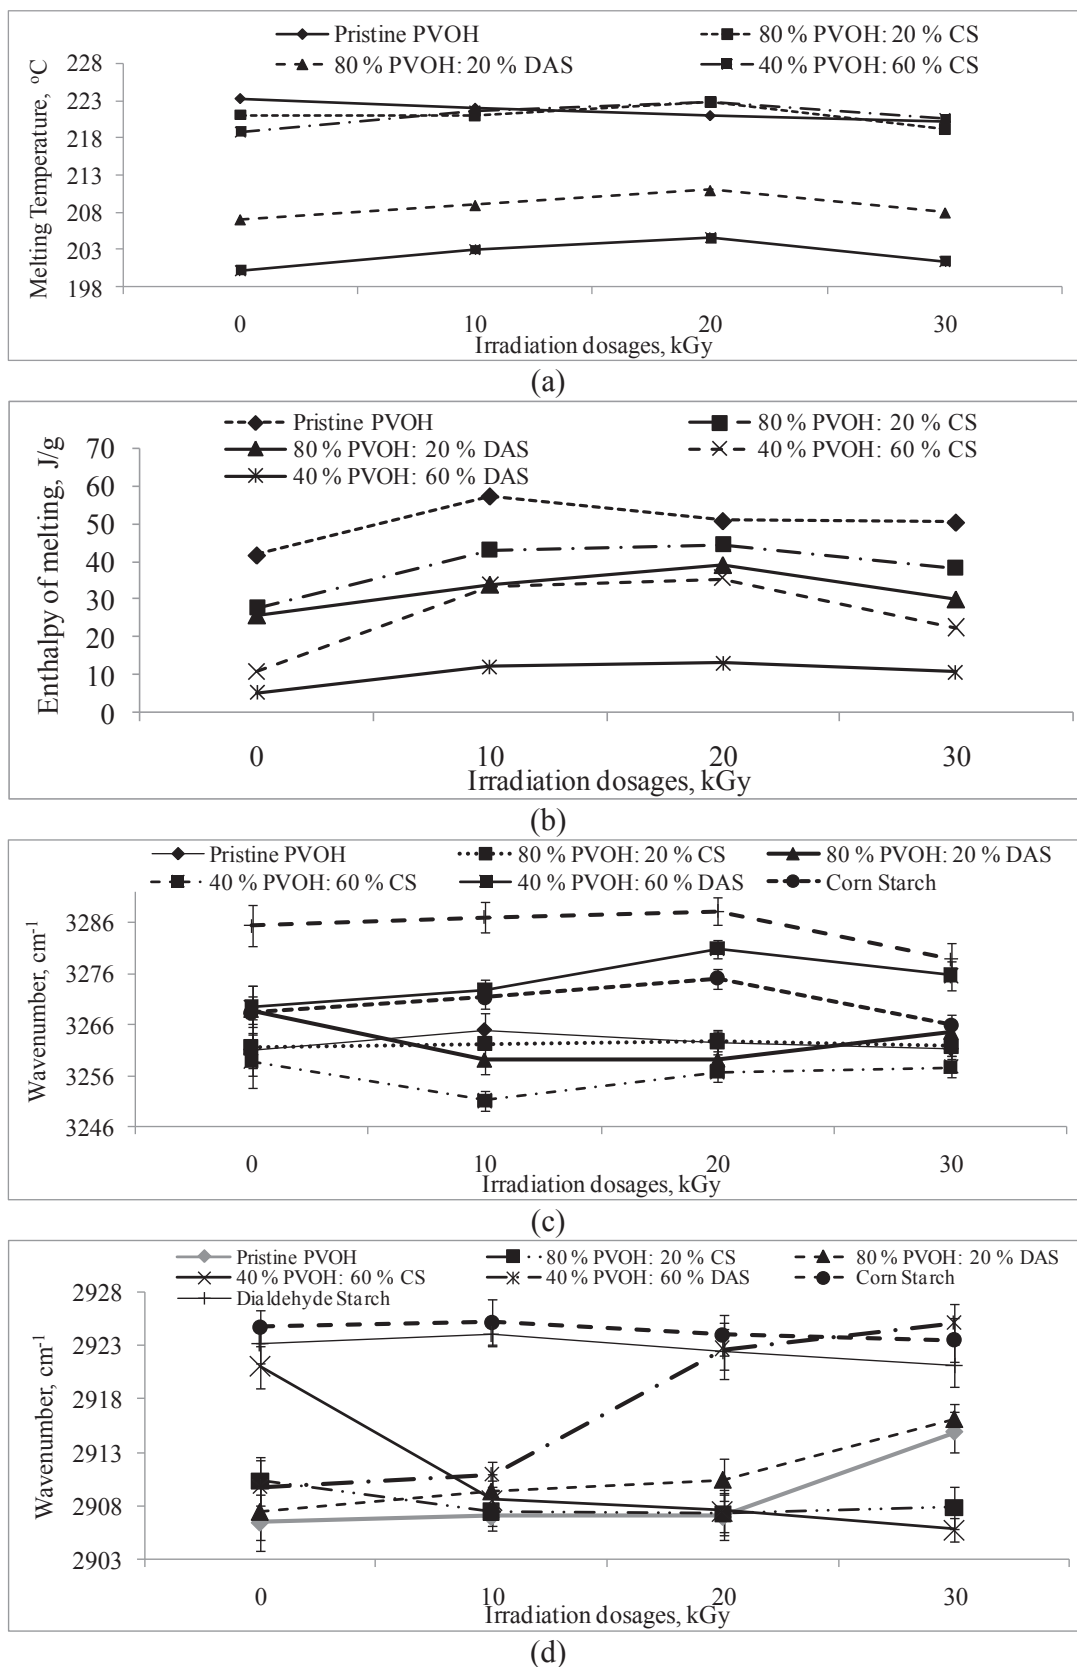 Pristine PVOH 80 % PVOH: 20 % CS
80 % PVOH: 20 % DAS 40 % PVOH: 60 % CS
Melting Temperature, °C
228
223
218
213
208
203
198
0 10 20 30
Irradiation dosages, kGy
(a)
Pristine PVOH 80 % PVOH: 20 % CS
80 % PVOH: 20 % DAS 40 % PVOH: 60 % CS
40 % PVOH: 60 % DAS
Enthalpy of melting, J/g
70
60
50
40
30
20
10
0
0 10 20 30
Irradiation dosages, kGy
(b)
Pristine PVOH 80 % PVOH: 20 % CS 80 % PVOH: 20 % DAS
40 % PVOH: 60 % CS 40 % PVOH: 60 % DAS Corn Starch
Wavenumber, cm-1
3286
3276
3266
3256
3246
0 10 20 30
Irradiation dosages, kGy
(c)
Pristine PVOH 80 % PVOH: 20 % CS 80 % PVOH: 20 % DAS
40 % PVOH: 60 % CS 40 % PVOH: 60 % DAS Corn Starch
Dialdehyde Starch
Wavenumber, cm-1
2928
2923
2918
2913
2908
2903
0 10 20 30
Irradiation dosages, kGy
(d)